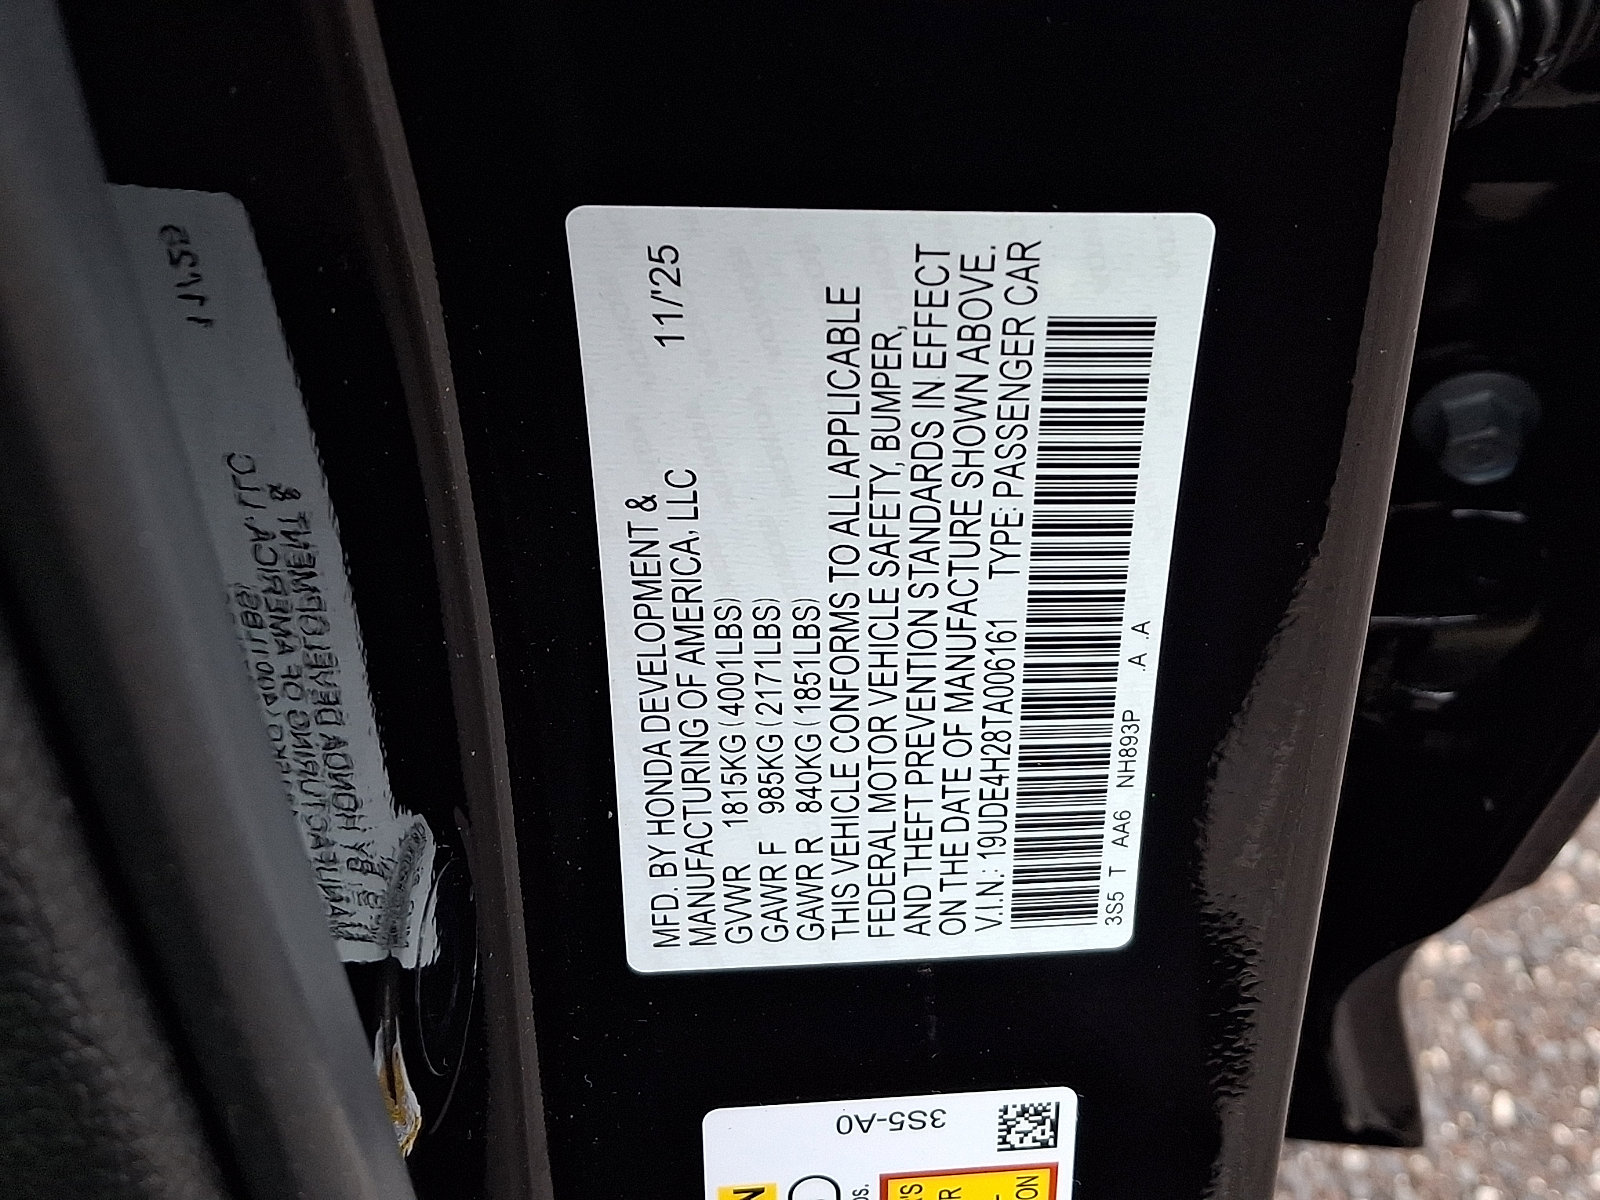 MFD. BY HONDA DEVELOPMENT & 11/'25
MANUFACTURING OF AMERICA, LLC
GVWR 1815KG (4001LBS)
GAWR F 985KG (2171LBS)
GAWR R 840KG (1851LBS)
THIS VEHICLE CONFORMS TO ALL APPLICABLE
FEDERAL MOTOR VEHICLE SAFETY, BUMPER,
AND THEFT PREVENTION STANDARDS IN EFFECT
ON THE DATE OF MANUFACTURE SHOWN ABOVE.
V.I.N.: 19UDE4H28TA006161 TYPE: PASSENGER CAR
3S5 T AA6 NH893P .A .A
3S5-A0